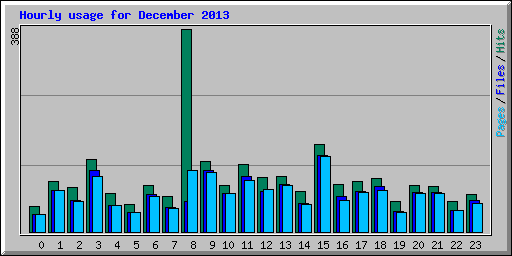 Hourly usage for December 2013
388
Pages / Files / Hits
0 1 2 3 4 5 6 7 8 9 10 11 12 13 14 15 16 17 18 19 20 21 22 23